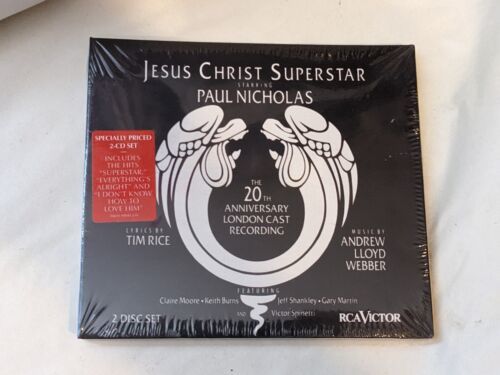 JESUS CHRIST SUPERSTAR
STARRING
PAUL NICHOLAS
SPECIALLY PRICED
2-CD SET
INCLUDES
THE HITS
"SUPERSTAR,"
"EVERYTHING'S
ALRIGHT" AND
"I DON'T KNOW
HOW TO
LOVE HIM"
THE
20TH
ANNIVERSARY
LONDON CAST
RECORDING
LYRICS BY
TIM RICE
MUSIC BY
ANDREW
LLOYD
WEBBER
FEATURING
Claire Moore • Keith Burns
Jeff Shankley • Gary Martin
AND
Victor Spinetti
2 DISC SET
RCA VICTOR